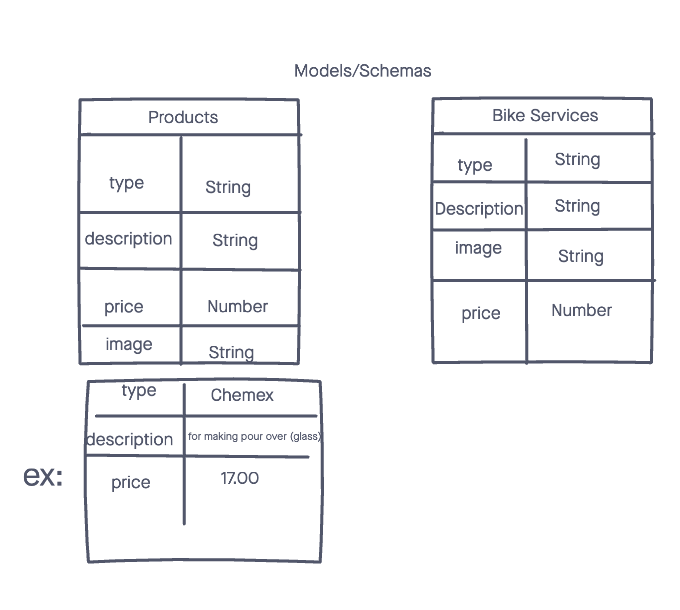 Models/Schemas
Products
type String
description String
price Number
image String
Bike Services
type String
Description String
image String
price Number
ex:
type Chemex
description for making pour over (glass)
price 17.00